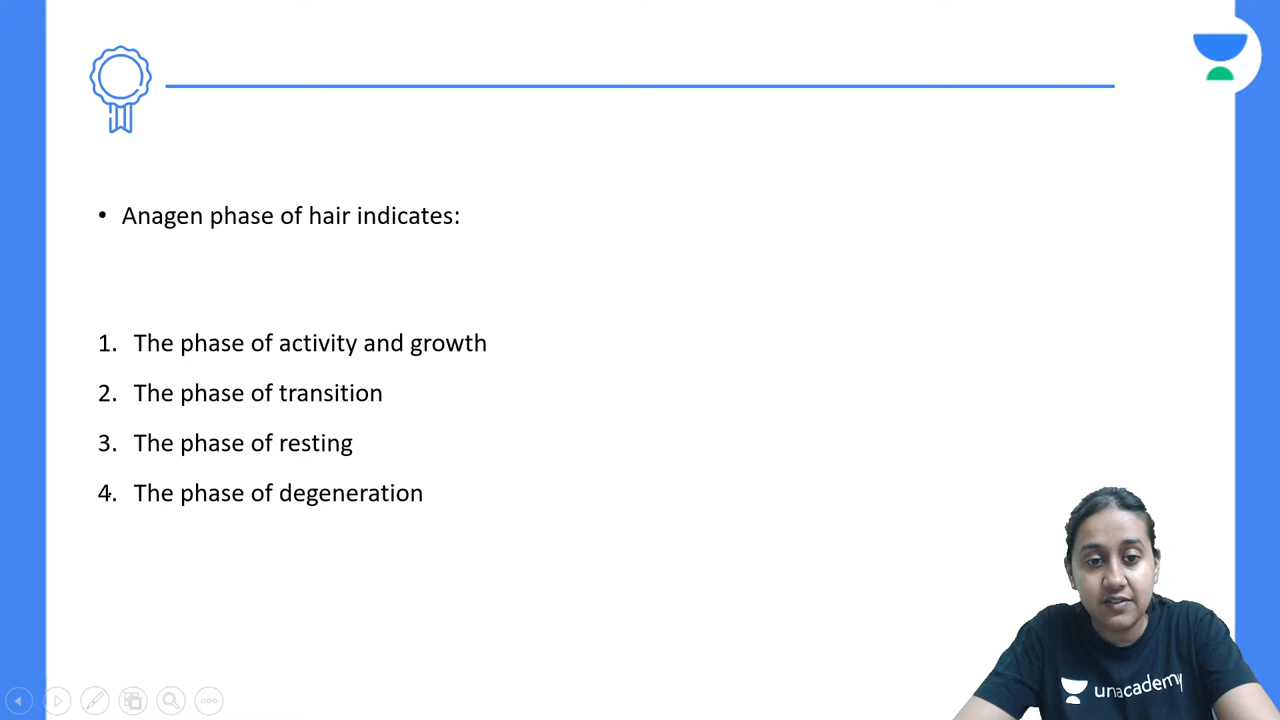 • Anagen phase of hair indicates:
1. The phase of activity and growth
2. The phase of transition
3. The phase of resting
4. The phase of degeneration
unacademy